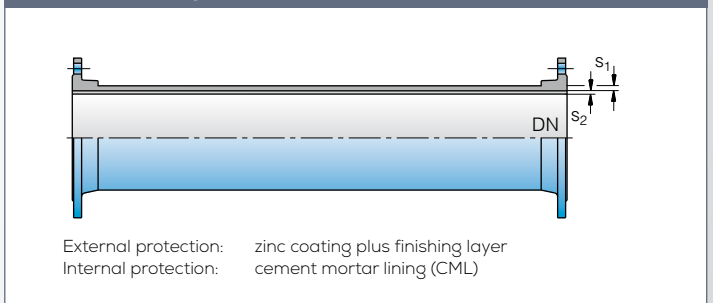 s1
DN
s2
External protection: zinc coating plus finishing layer
Internal protection: cement mortar lining (CML)